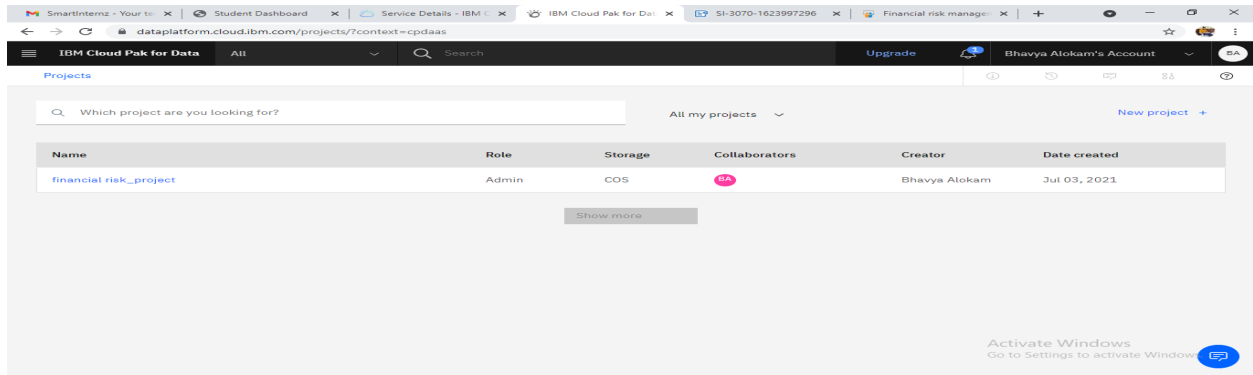 SmartInternz - Your te
Student Dashboard
Service Details - IBM C
IBM Cloud Pak for Dat
SI-3070-1623997296
Financial risk manage
dataplatform.cloud.ibm.com/projects/?context=cpdaas
IBM Cloud Pak for Data All Search Upgrade 1 Bhavya Alokam's Account BA
Projects
Which project are you looking for? All my projects New project +
Name Role Storage Collaborators Creator Date created
financial risk_project Admin COS BA Bhavya Alokam Jul 03, 2021
Show more
Activate Windows
Go to Settings to activate Window